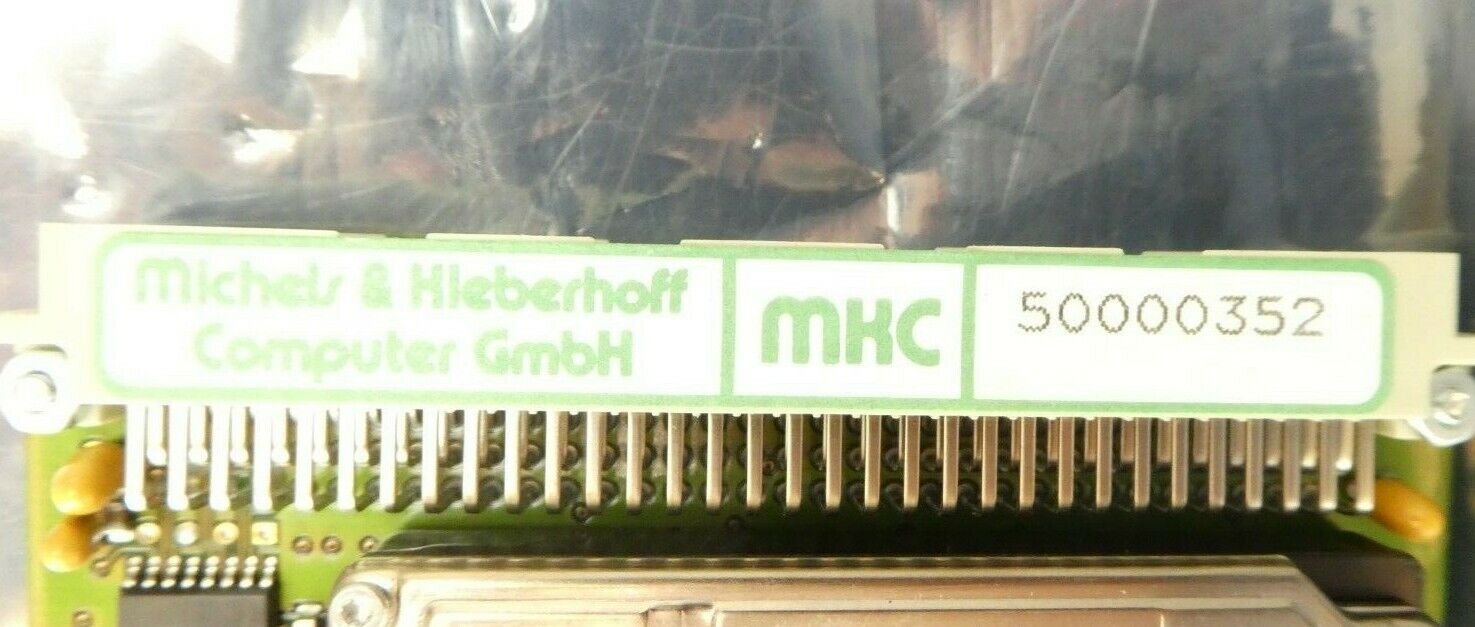 Michels & Kleberhoff
Computer GmbH
MKC
50000352